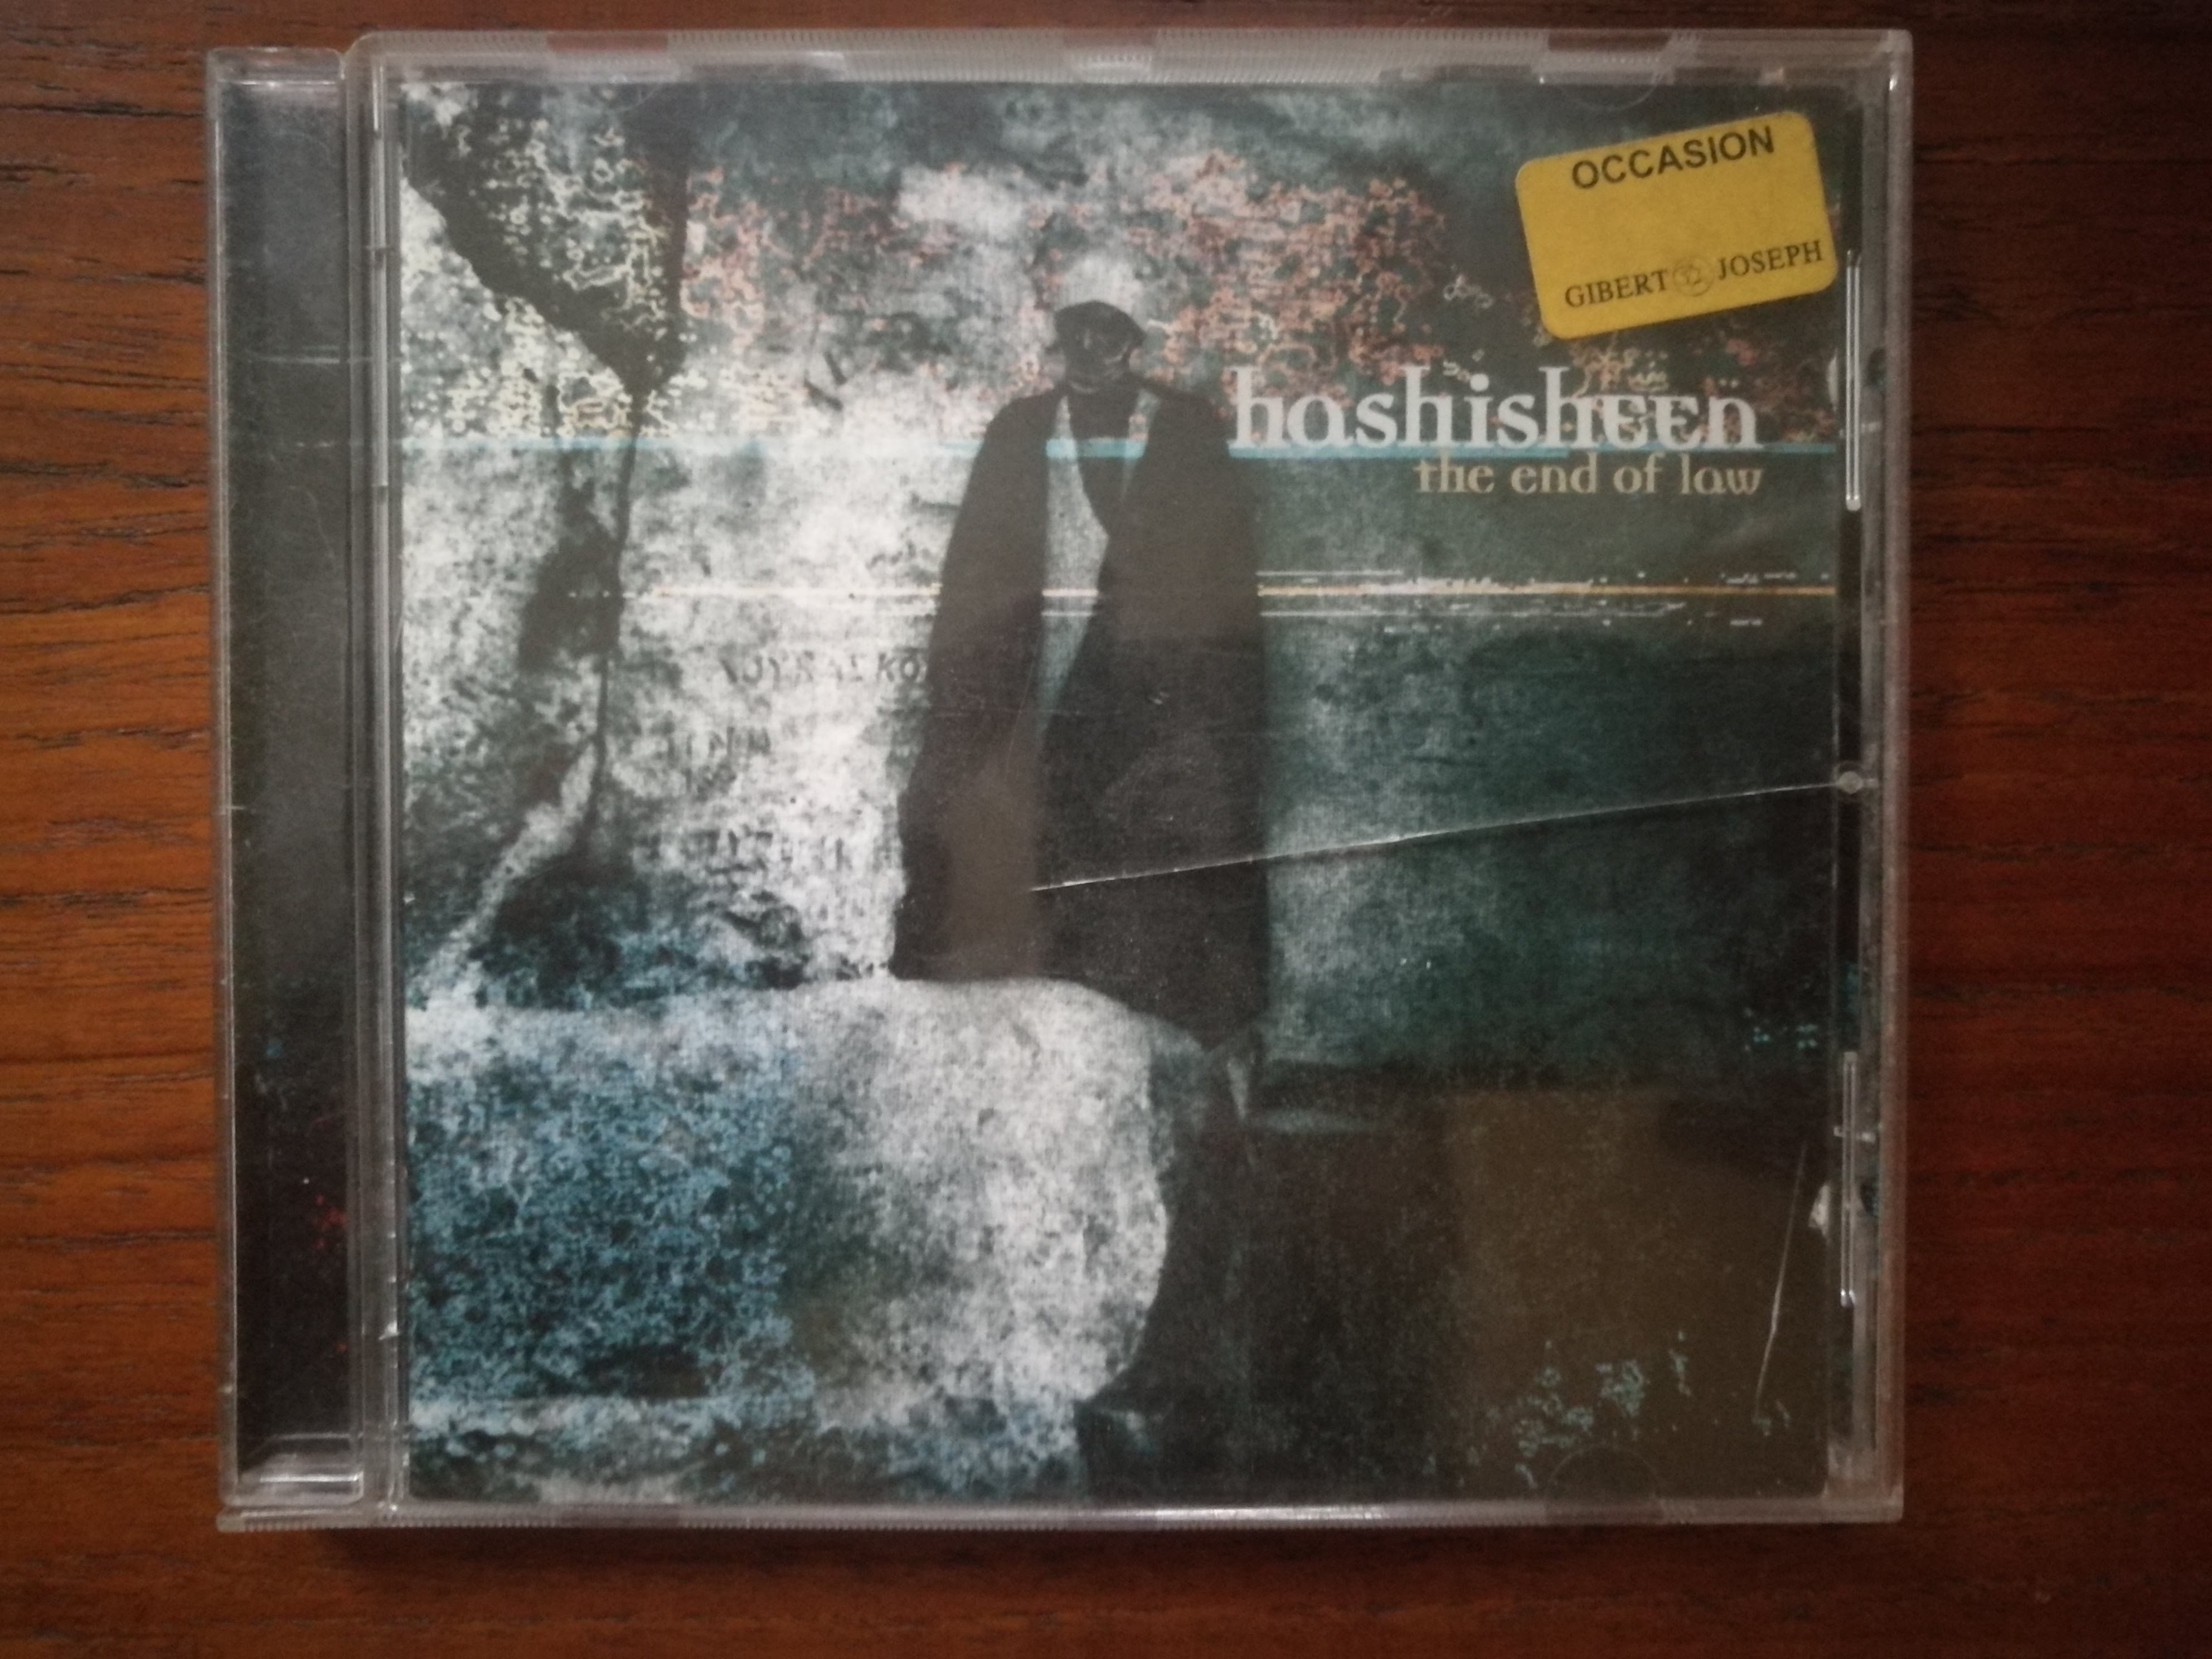 OCCASION
GIBERT JOSEPH
hashisheen
the end of law